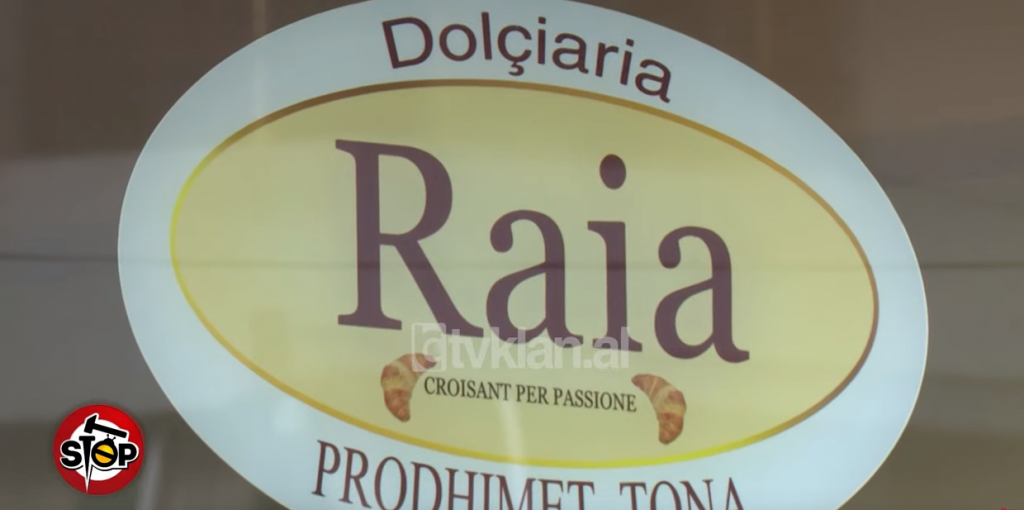 Dolçiaria
Raia
tvklan.al
CROISANT PER PASSIONE
STOP
PRODHIMET TONA